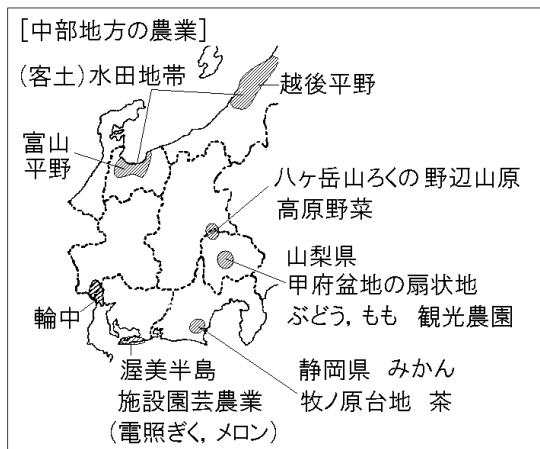 [中部地方の農業]
(客土)水田地帯
越後平野
富山
平野
八ヶ岳山ろくの野辺山原
高原野菜
山梨県
甲府盆地の扇状地
ぶどう,もも 観光農園
輪中
渥美半島
施設園芸農業
(電照ぎく,メロン)
静岡県 みかん
牧ノ原台地 茶